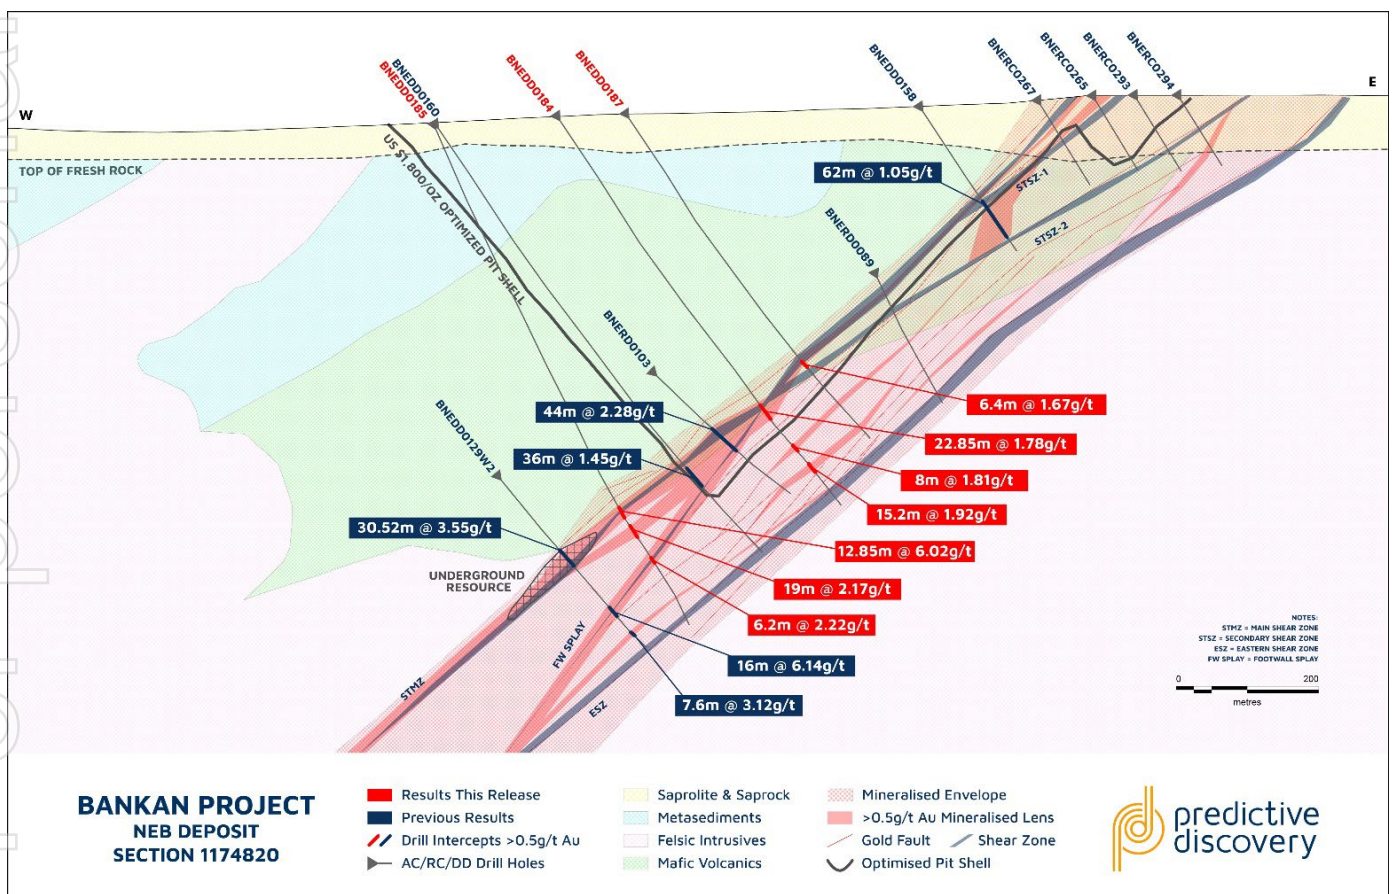 W
E
BNEDD0185
BNEDD0160
BNEDD0184
BNEDD0187
BNEDD0158
BNERC0267
BNERC0265
BNERC0293
BNERC0294
TOP OF FRESH ROCK
US $1,800/OZ OPTIMIZED PIT SHELL
62m @ 1.05g/t
STSZ-1
STSZ-2
BNERD0089
BNERD0103
BNEDD0129W2
44m @ 2.28g/t
36m @ 1.45g/t
30.52m @ 3.55g/t
UNDERGROUND
RESOURCE
6.4m @ 1.67g/t
22.85m @ 1.78g/t
8m @ 1.81g/t
15.2m @ 1.92g/t
12.85m @ 6.02g/t
19m @ 2.17g/t
6.2m @ 2.22g/t
16m @ 6.14g/t
7.6m @ 3.12g/t
STMZ
FW SPLAY
ESZ
NOTES:
STMZ = MAIN SHEAR ZONE
STSZ = SECONDARY SHEAR ZONE
ESZ = EASTERN SHEAR ZONE
FW SPLAY = FOOTWALL SPLAY
0 200
metres
BANKAN PROJECT
NEB DEPOSIT
SECTION 1174820
Results This Release
Previous Results
Drill Intercepts >0.5g/t Au
AC/RC/DD Drill Holes
Saprolite & Saprock
Metasediments
Felsic Intrusives
Mafic Volcanics
Mineralised Envelope
>0.5g/t Au Mineralised Lens
Gold Fault Shear Zone
Optimised Pit Shell
predictive
discovery